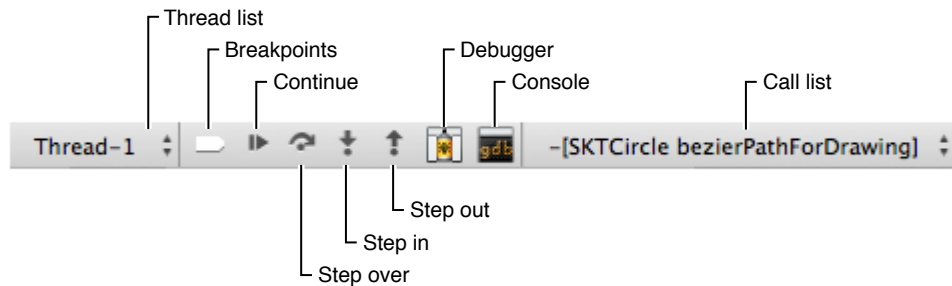 Thread list
Breakpoints
Debugger
Continue
Console
Call list
Thread-1
gdb
-[SKTCircle bezierPathForDrawing]
Step out
Step in
Step over